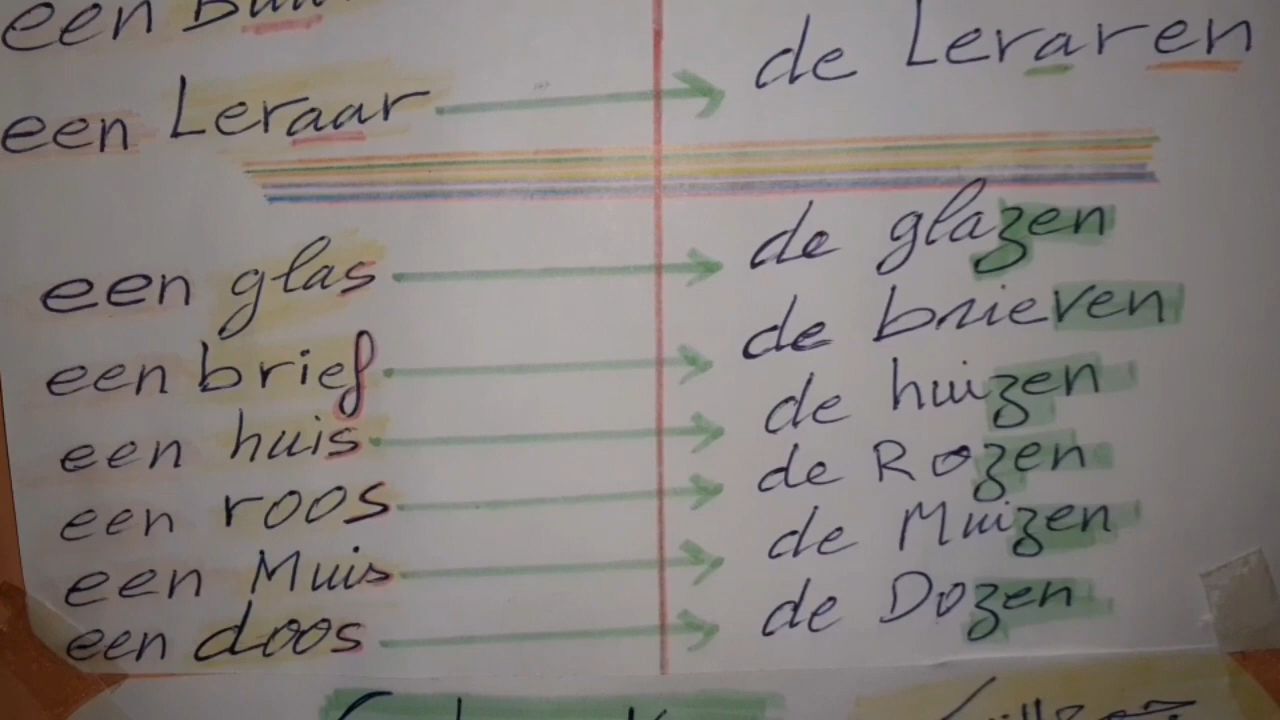 een
een Leraar → de Leraren
een glas → de glazen
een brief → de brieven
een huis → de huizen
een roos → de Rozen
een Muis → de Muizen
een doos → de Dozen